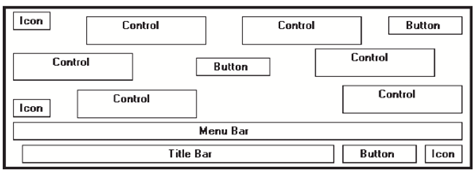 Icon Control Control Button
Control Button Control
Icon Control Control
Menu Bar
Title Bar Button Icon